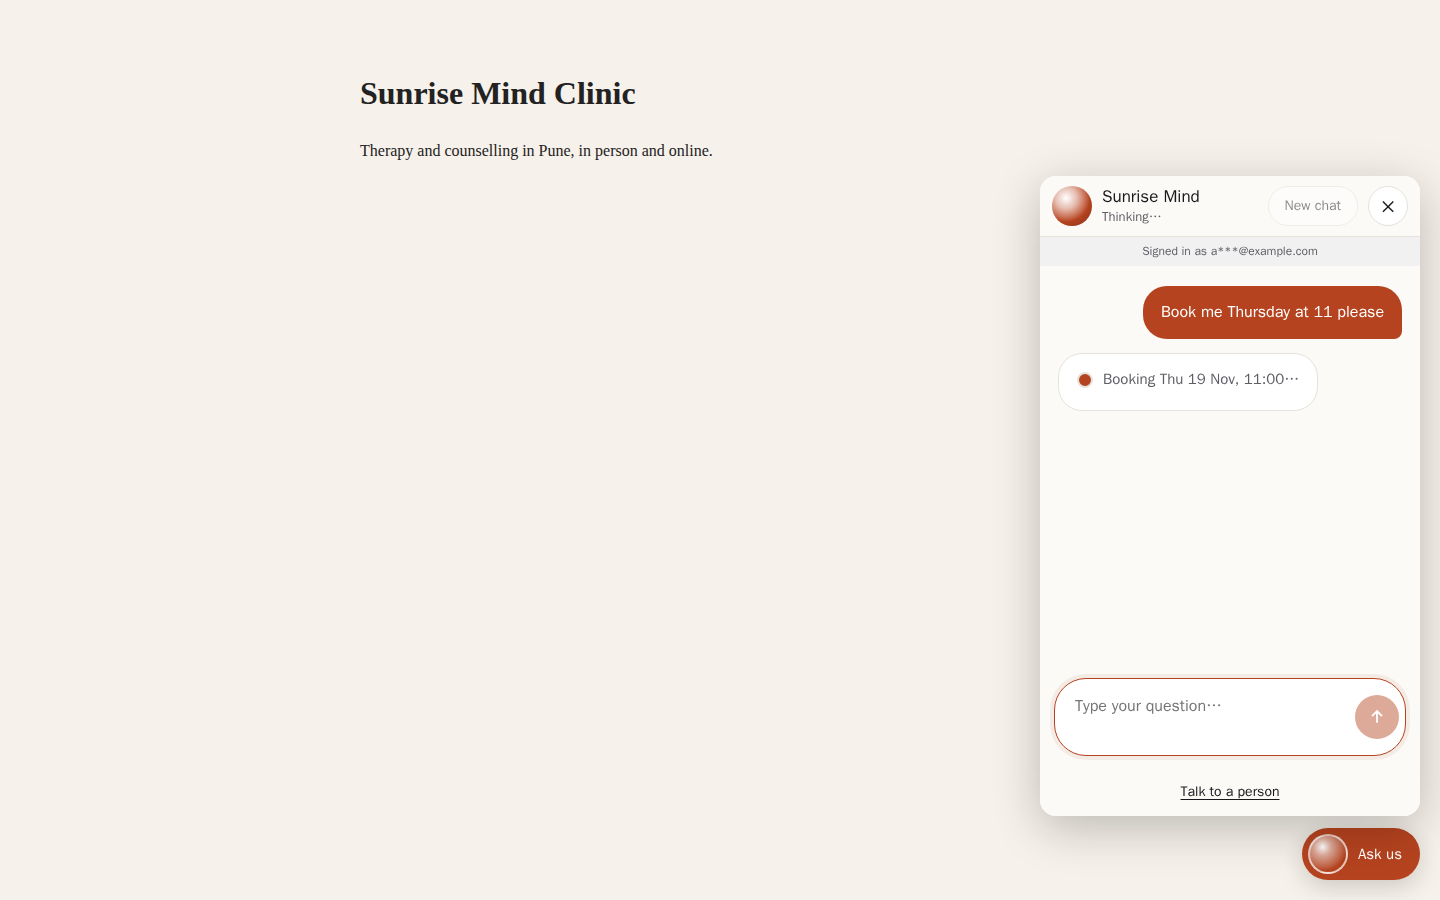 Sunrise Mind Clinic
Therapy and counselling in Pune, in person and online.
Sunrise Mind
Thinking…
New chat
Signed in as a***@example.com
Book me Thursday at 11 please
Booking Thu 19 Nov, 11:00…
Type your question…
Talk to a person
Ask us